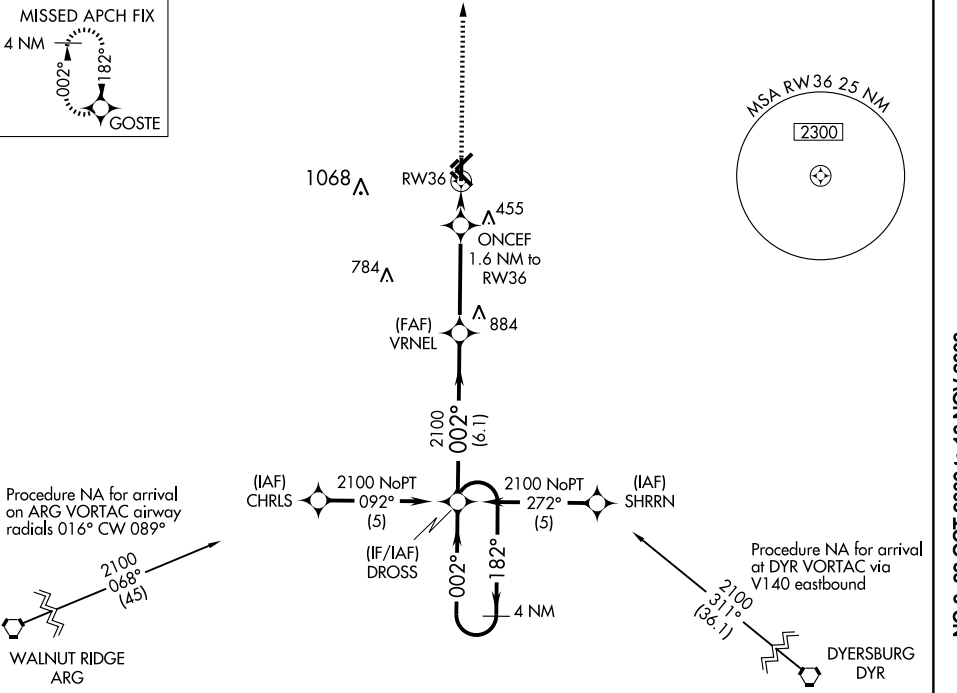 MISSED APCH FIX
4 NM
002°
182°
GOSTE
MSA RW36 25 NM
2300
1068
RW36
455
ONCEF
1.6 NM to
RW36
784
884
(FAF)
VRNEL
2100
002°
(6.1)
(IAF)
CHRLS
2100 NoPT
092°
(5)
2100 NoPT
272°
(5)
(IAF)
SHRRN
(IF/IAF)
DROSS
002°
182°
4 NM
Procedure NA for arrival
on ARG VORTAC airway
radials 016° CW 089°
2100
068°
(45)
WALNUT RIDGE
ARG
Procedure NA for arrival
at DYR VORTAC via
V140 eastbound
2100
311°
(36.1)
DYERSBURG
DYR